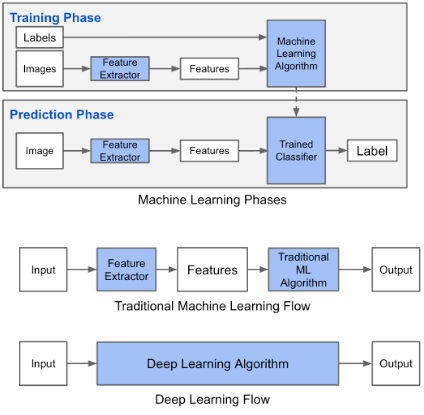 Training Phase
Labels
Images
Feature
Extractor
Features
Machine
Learning
Algorithm
Prediction Phase
Image
Feature
Extractor
Features
Trained
Classifier
Label
Machine Learning Phases
Input
Feature
Extractor
Features
Traditional
ML
Algorithm
Output
Traditional Machine Learning Flow
Input
Deep Learning Algorithm
Output
Deep Learning Flow